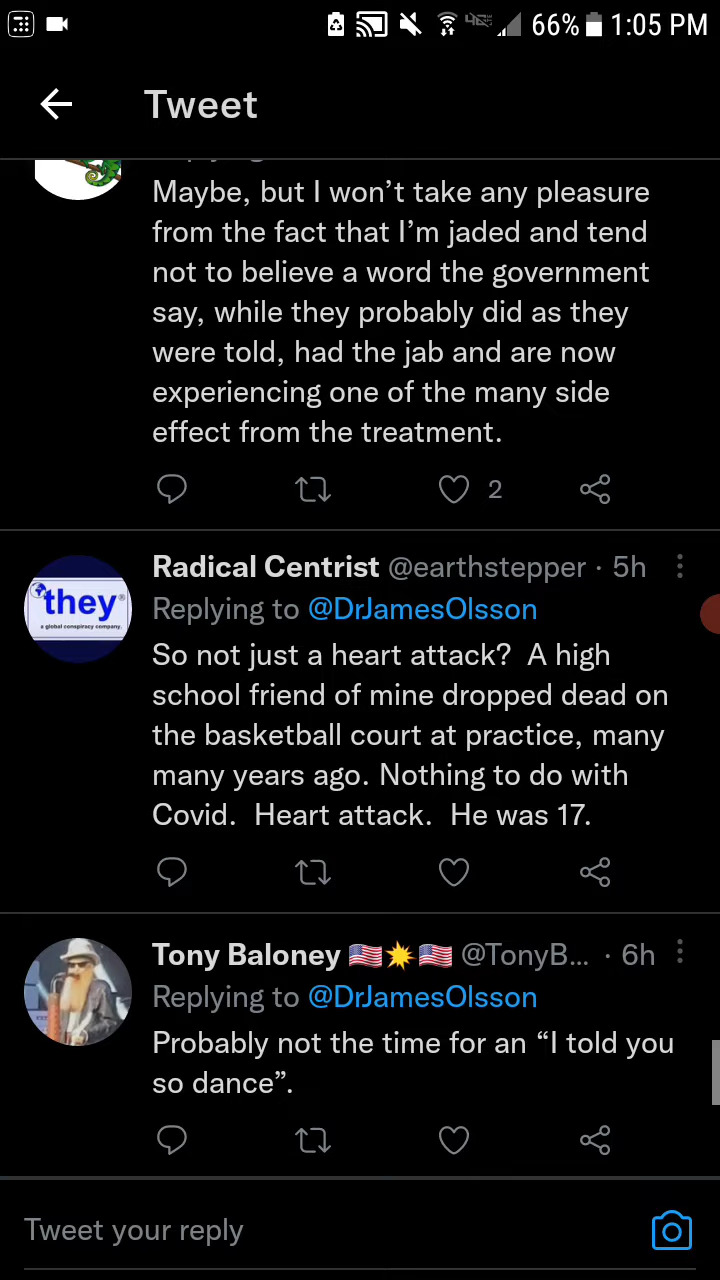 66% 1:05 PM
Tweet
Maybe, but I won’t take any pleasure
from the fact that I’m jaded and tend
not to believe a word the government
say, while they probably did as they
were told, had the jab and are now
experiencing one of the many side
effect from the treatment.
2
Radical Centrist @earthstepper · 5h
they®
a global conspiracy company.
Replying to @DrJamesOlsson
So not just a heart attack?  A high
school friend of mine dropped dead on
the basketball court at practice, many
many years ago. Nothing to do with
Covid.  Heart attack.  He was 17.
Tony Baloney 🇺🇸💥🇺🇸 @TonyB... · 6h
Replying to @DrJamesOlsson
Probably not the time for an “I told you
so dance”.
Tweet your reply